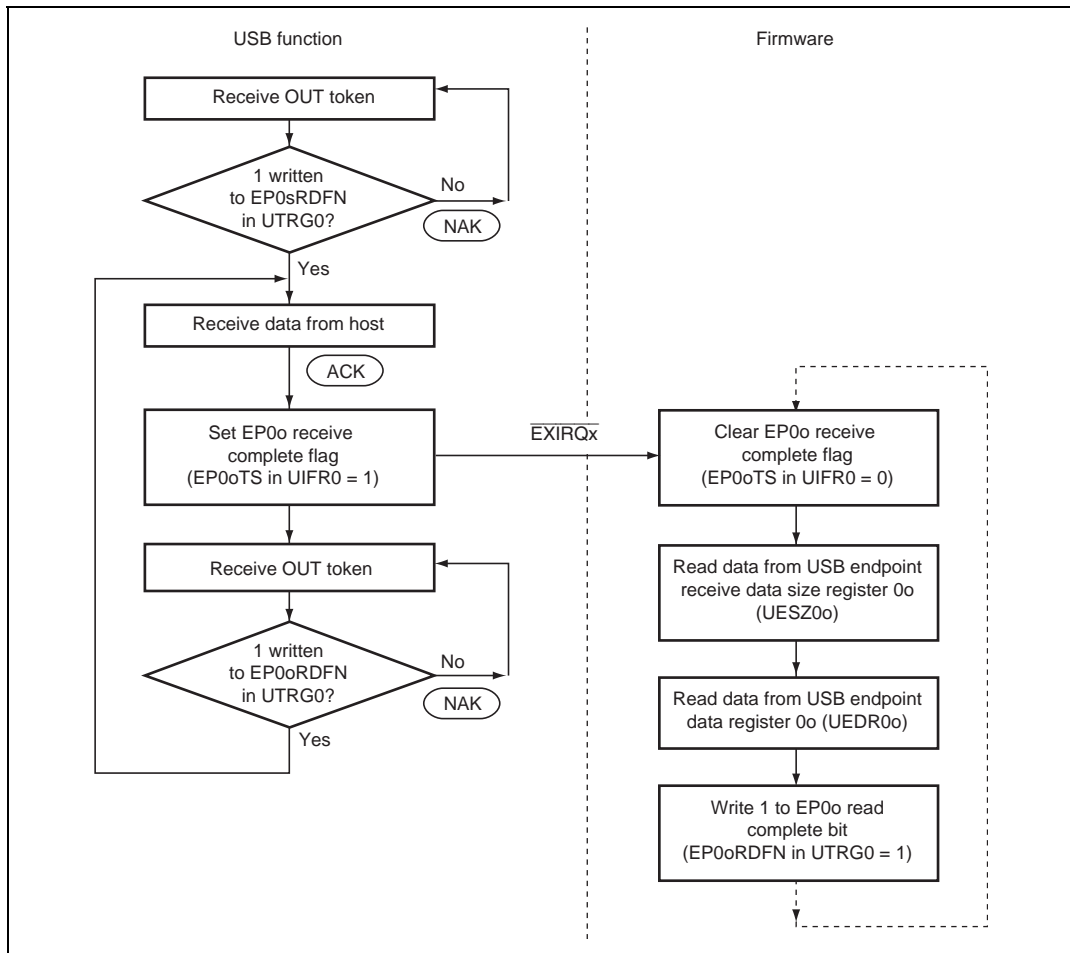 USB function
Firmware
Receive OUT token
1 written
to EP0sRDFN
in UTRG0?
No
NAK
Yes
Receive data from host
ACK
Set EP0o receive
complete flag
(EP0oTS in UIFR0 = 1)
EXIRQx
Clear EP0o receive
complete flag
(EP0oTS in UIFR0 = 0)
Receive OUT token
Read data from USB endpoint
receive data size register 0o
(UESZ0o)
1 written
to EP0oRDFN
in UTRG0?
No
NAK
Yes
Read data from USB endpoint
data register 0o (UEDR0o)
Write 1 to EP0o read
complete bit
(EP0oRDFN in UTRG0 = 1)